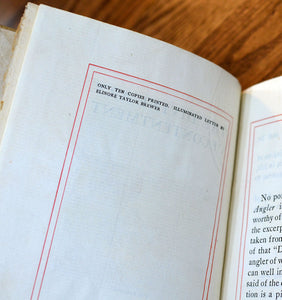 ONLY TEN COPIES PRINTED. ILLUMINATED LETTER BY
ELINORE TAYLOR BREWER
No
Angler
worthy of
the excerp
taken from
of that "D
angler of w
can well in
said of the
tion is a pi